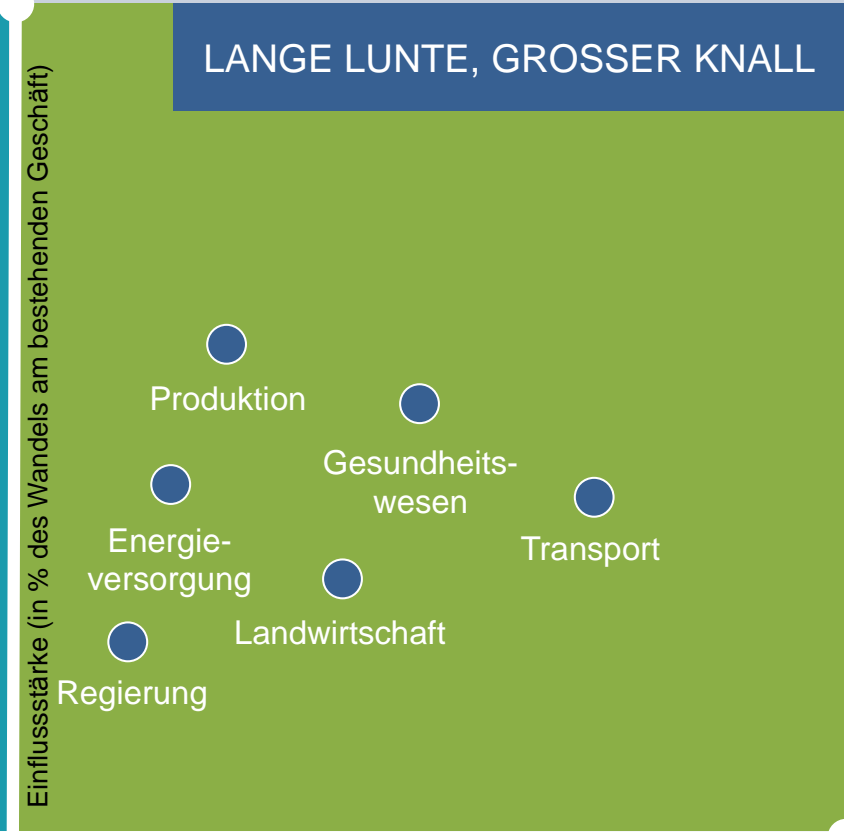 LANGE LUNTE, GROSSER KNALL
Einflussstärke (in % des Wandels am bestehenden Geschäft)
Produktion
Gesundheits-
wesen
Energie-
versorgung
Transport
Landwirtschaft
Regierung